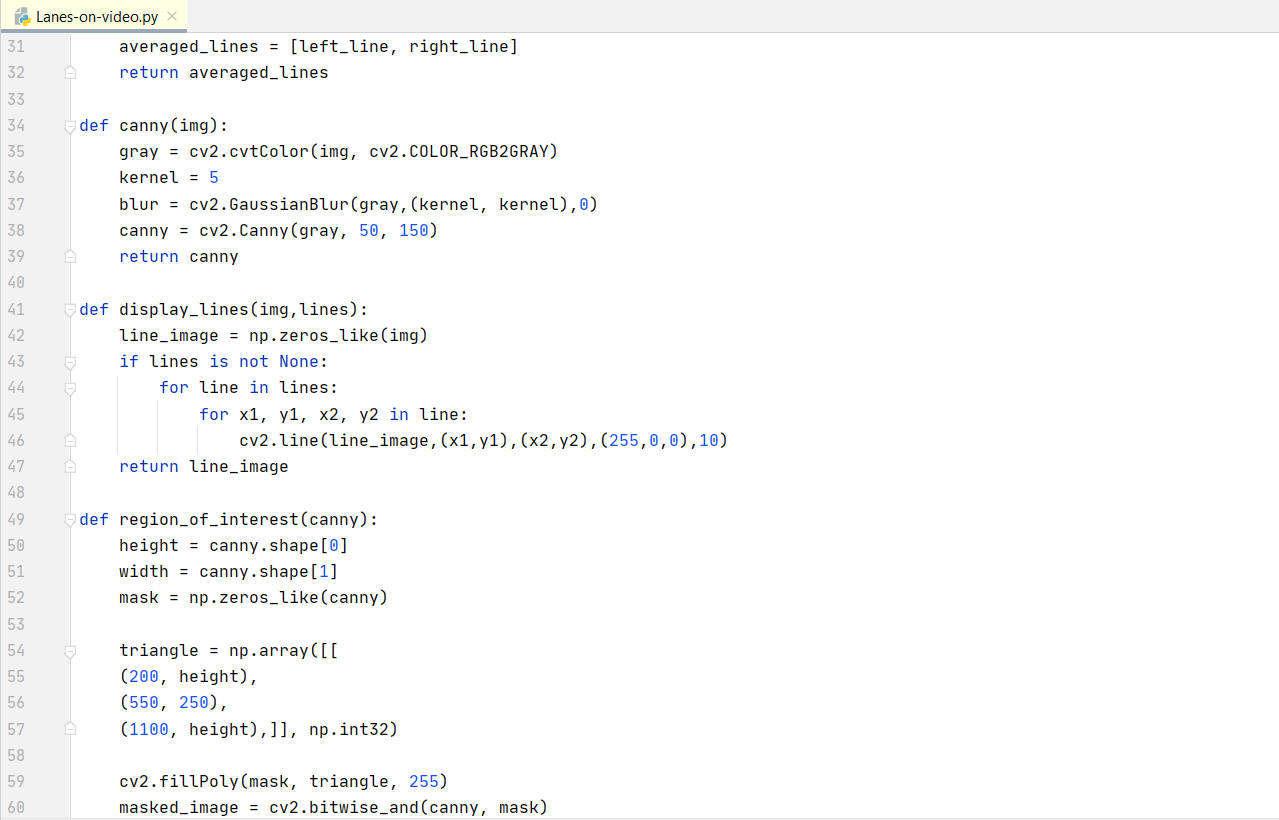 Lanes-on-video.py
31 averaged_lines = [left_line, right_line]
32 return averaged_lines
33
34 def canny(img):
35 gray = cv2.cvtColor(img, cv2.COLOR_RGB2GRAY)
36 kernel = 5
37 blur = cv2.GaussianBlur(gray,(kernel, kernel),0)
38 canny = cv2.Canny(gray, 50, 150)
39 return canny
40
41 def display_lines(img,lines):
42 line_image = np.zeros_like(img)
43 if lines is not None:
44 for line in lines:
45 for x1, y1, x2, y2 in line:
46 cv2.line(line_image,(x1,y1),(x2,y2),(255,0,0),10)
47 return line_image
48
49 def region_of_interest(canny):
50 height = canny.shape[0]
51 width = canny.shape[1]
52 mask = np.zeros_like(canny)
53
54 triangle = np.array([[
55 (200, height),
56 (550, 250),
57 (1100, height),]], np.int32)
58
59 cv2.fillPoly(mask, triangle, 255)
60 masked_image = cv2.bitwise_and(canny, mask)